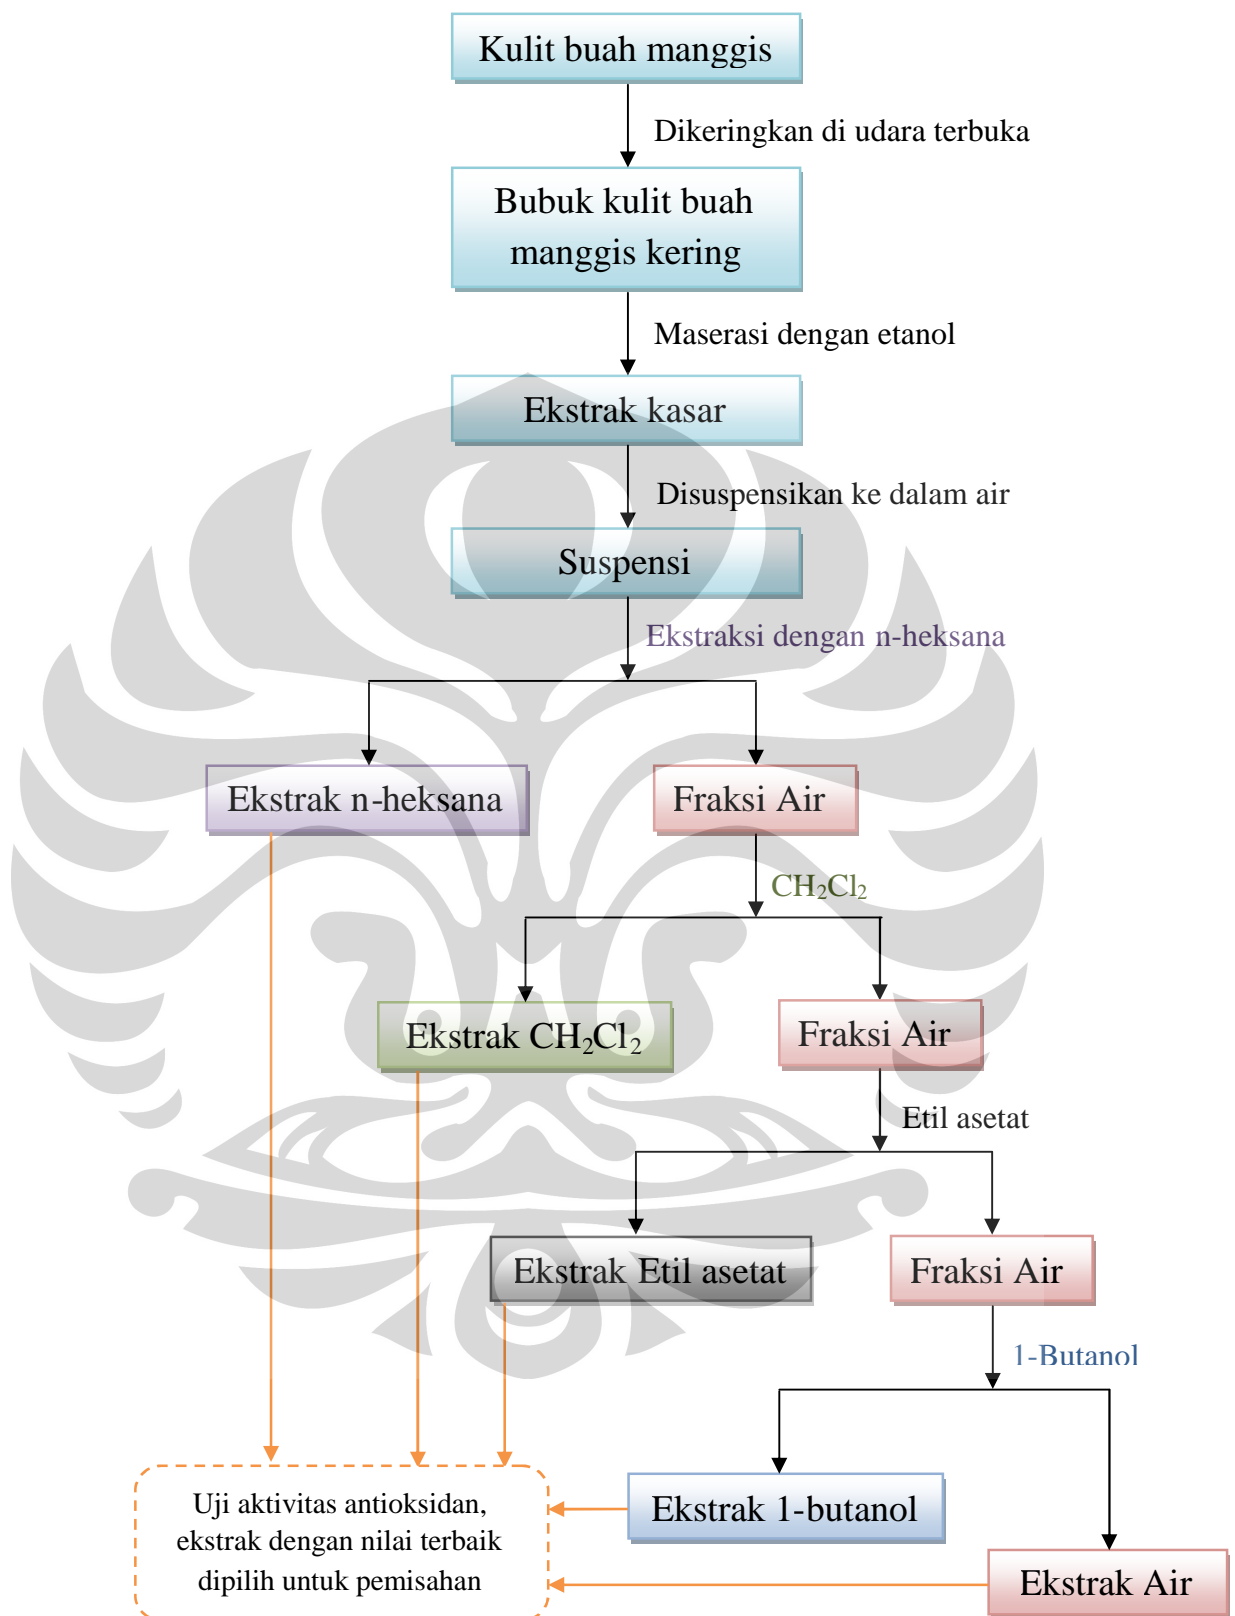 Kulit buah manggis
Dikeringkan di udara terbuka
Bubuk kulit buah
manggis kering
Maserasi dengan etanol
Ekstrak kasar
Disuspensikan ke dalam air
Suspensi
Ekstraksi dengan n-heksana
Ekstrak n-heksana
Fraksi Air
CH₂Cl₂
Ekstrak CH₂Cl₂
Fraksi Air
Etil asetat
Ekstrak Etil asetat
Fraksi Air
1-Butanol
Ekstrak 1-butanol
Uji aktivitas antioksidan,
ekstrak dengan nilai terbaik
dipilih untuk pemisahan
Ekstrak Air